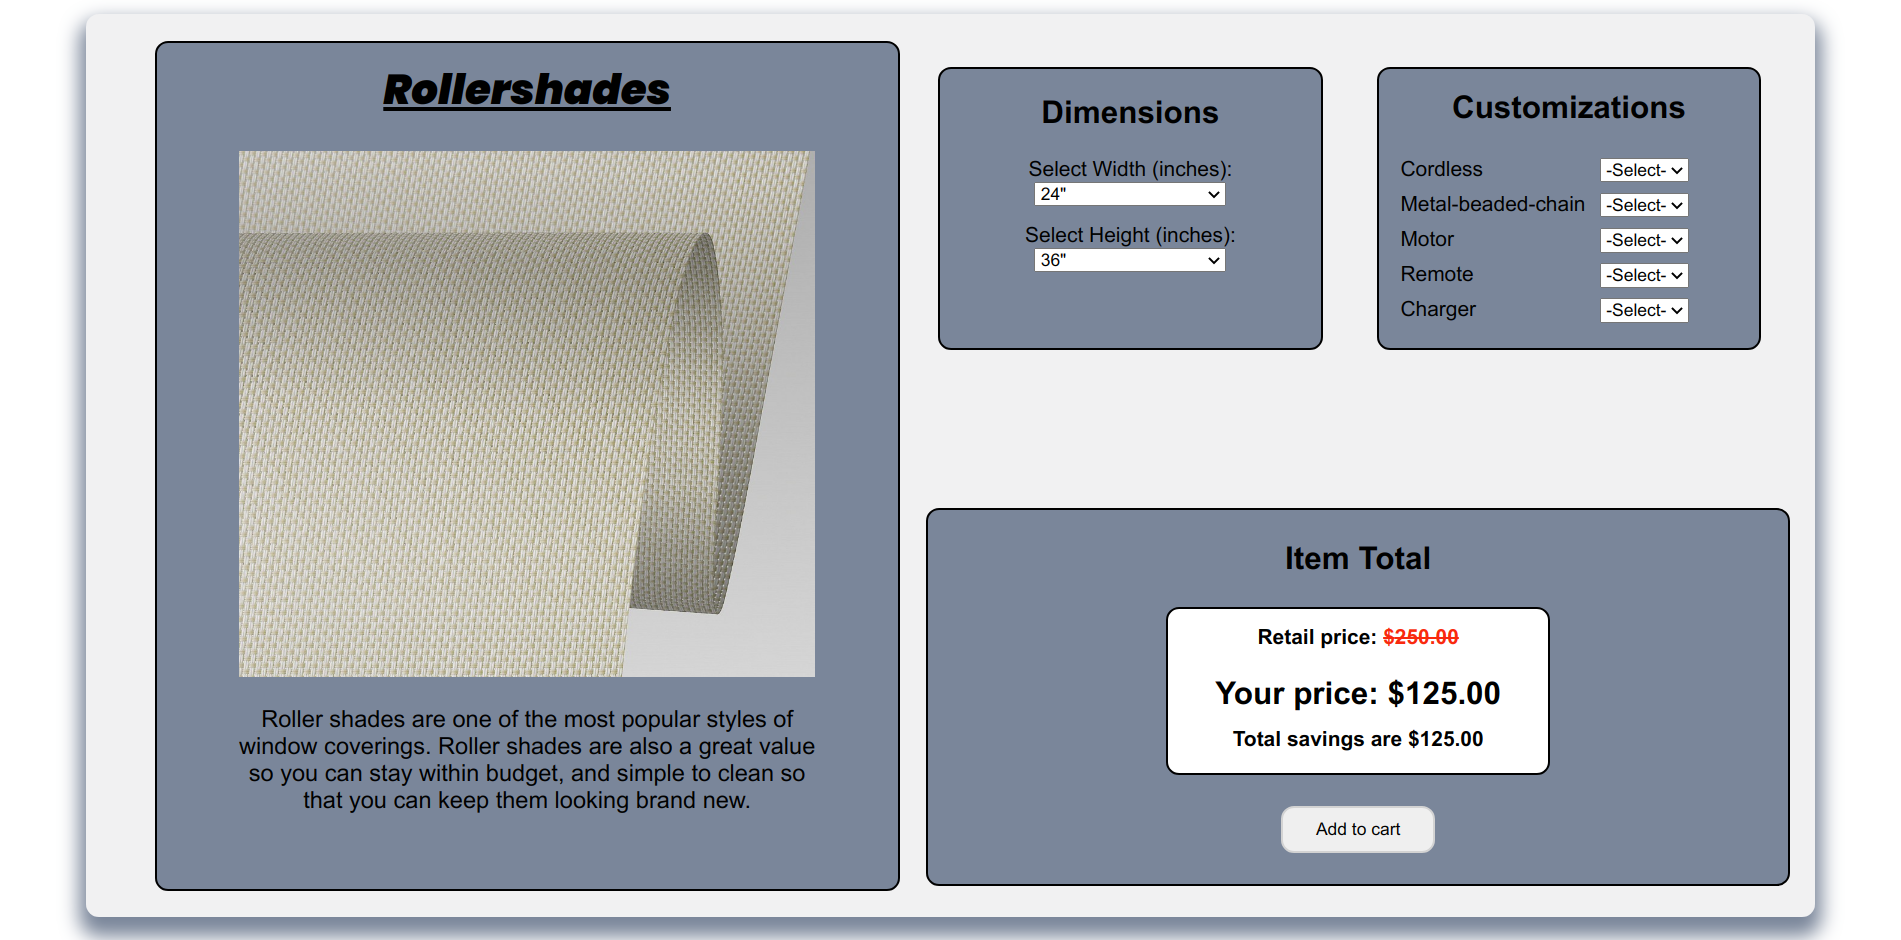 Rollershades
Roller shades are one of the most popular styles of
window coverings. Roller shades are also a great value
so you can stay within budget, and simple to clean so
that you can keep them looking brand new.
Dimensions
Select Width (inches):
24"
Select Height (inches):
36"
Customizations
Cordless -Select-
Metal-beaded-chain -Select-
Motor -Select-
Remote -Select-
Charger -Select-
Item Total
Retail price: $250.00
Your price: $125.00
Total savings are $125.00
Add to cart